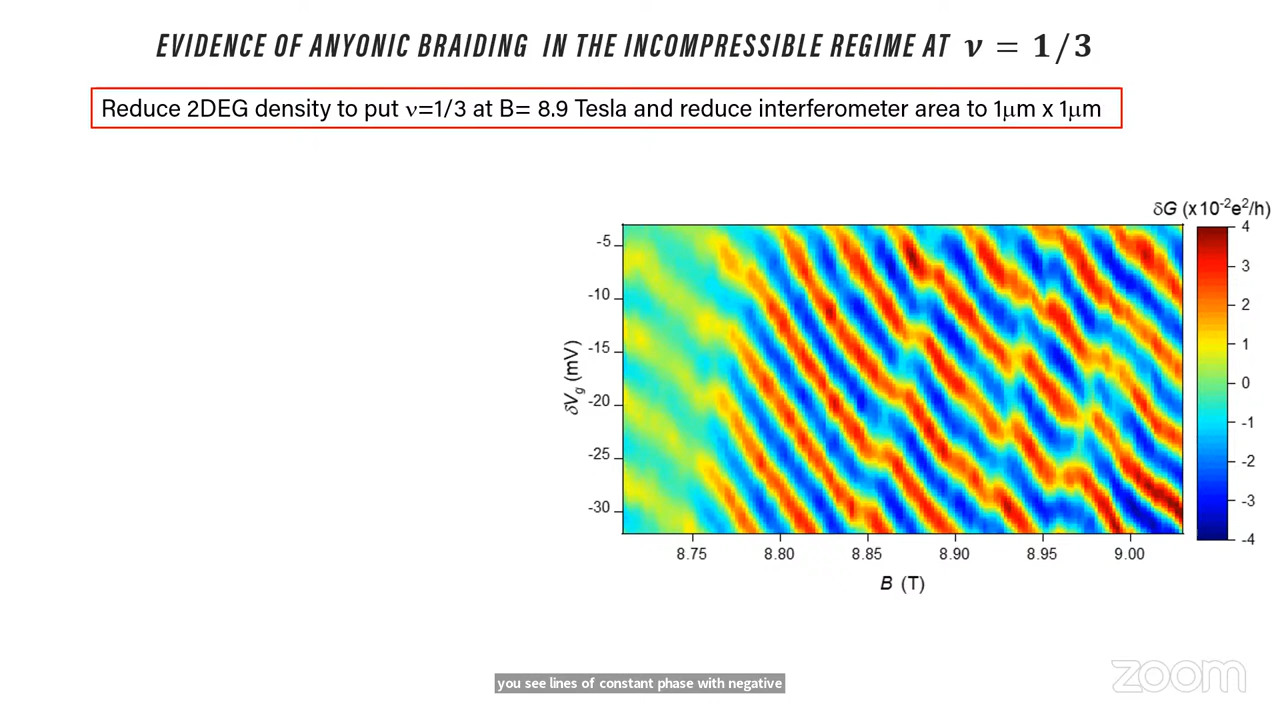 EVIDENCE OF ANYONIC BRAIDING IN THE INCOMPRESSIBLE REGIME AT ν = 1/3
Reduce 2DEG density to put ν=1/3 at B= 8.9 Tesla and reduce interferometer area to 1μm x 1μm
δG (x10⁻²e²/h)
4
3
2
1
0
-1
-2
-3
-4
δVg (mV)
-5
-10
-15
-20
-25
-30
8.75 8.80 8.85 8.90 8.95 9.00
B (T)
you see lines of constant phase with negative
zoom